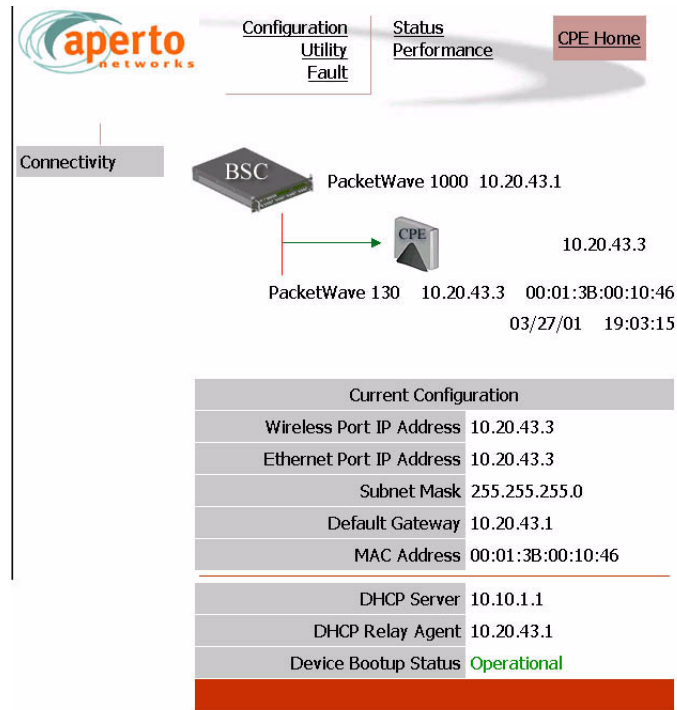 aperto
networks
Configuration Status
Utility Performance
Fault
CPE Home
Connectivity
BSC
PacketWave 1000 10.20.43.1
CPE
10.20.43.3
PacketWave 130 10.20.43.3 00:01:3B:00:10:46
03/27/01 19:03:15
Current Configuration
Wireless Port IP Address 10.20.43.3
Ethernet Port IP Address 10.20.43.3
Subnet Mask 255.255.255.0
Default Gateway 10.20.43.1
MAC Address 00:01:3B:00:10:46
DHCP Server 10.10.1.1
DHCP Relay Agent 10.20.43.1
Device Bootup Status Operational